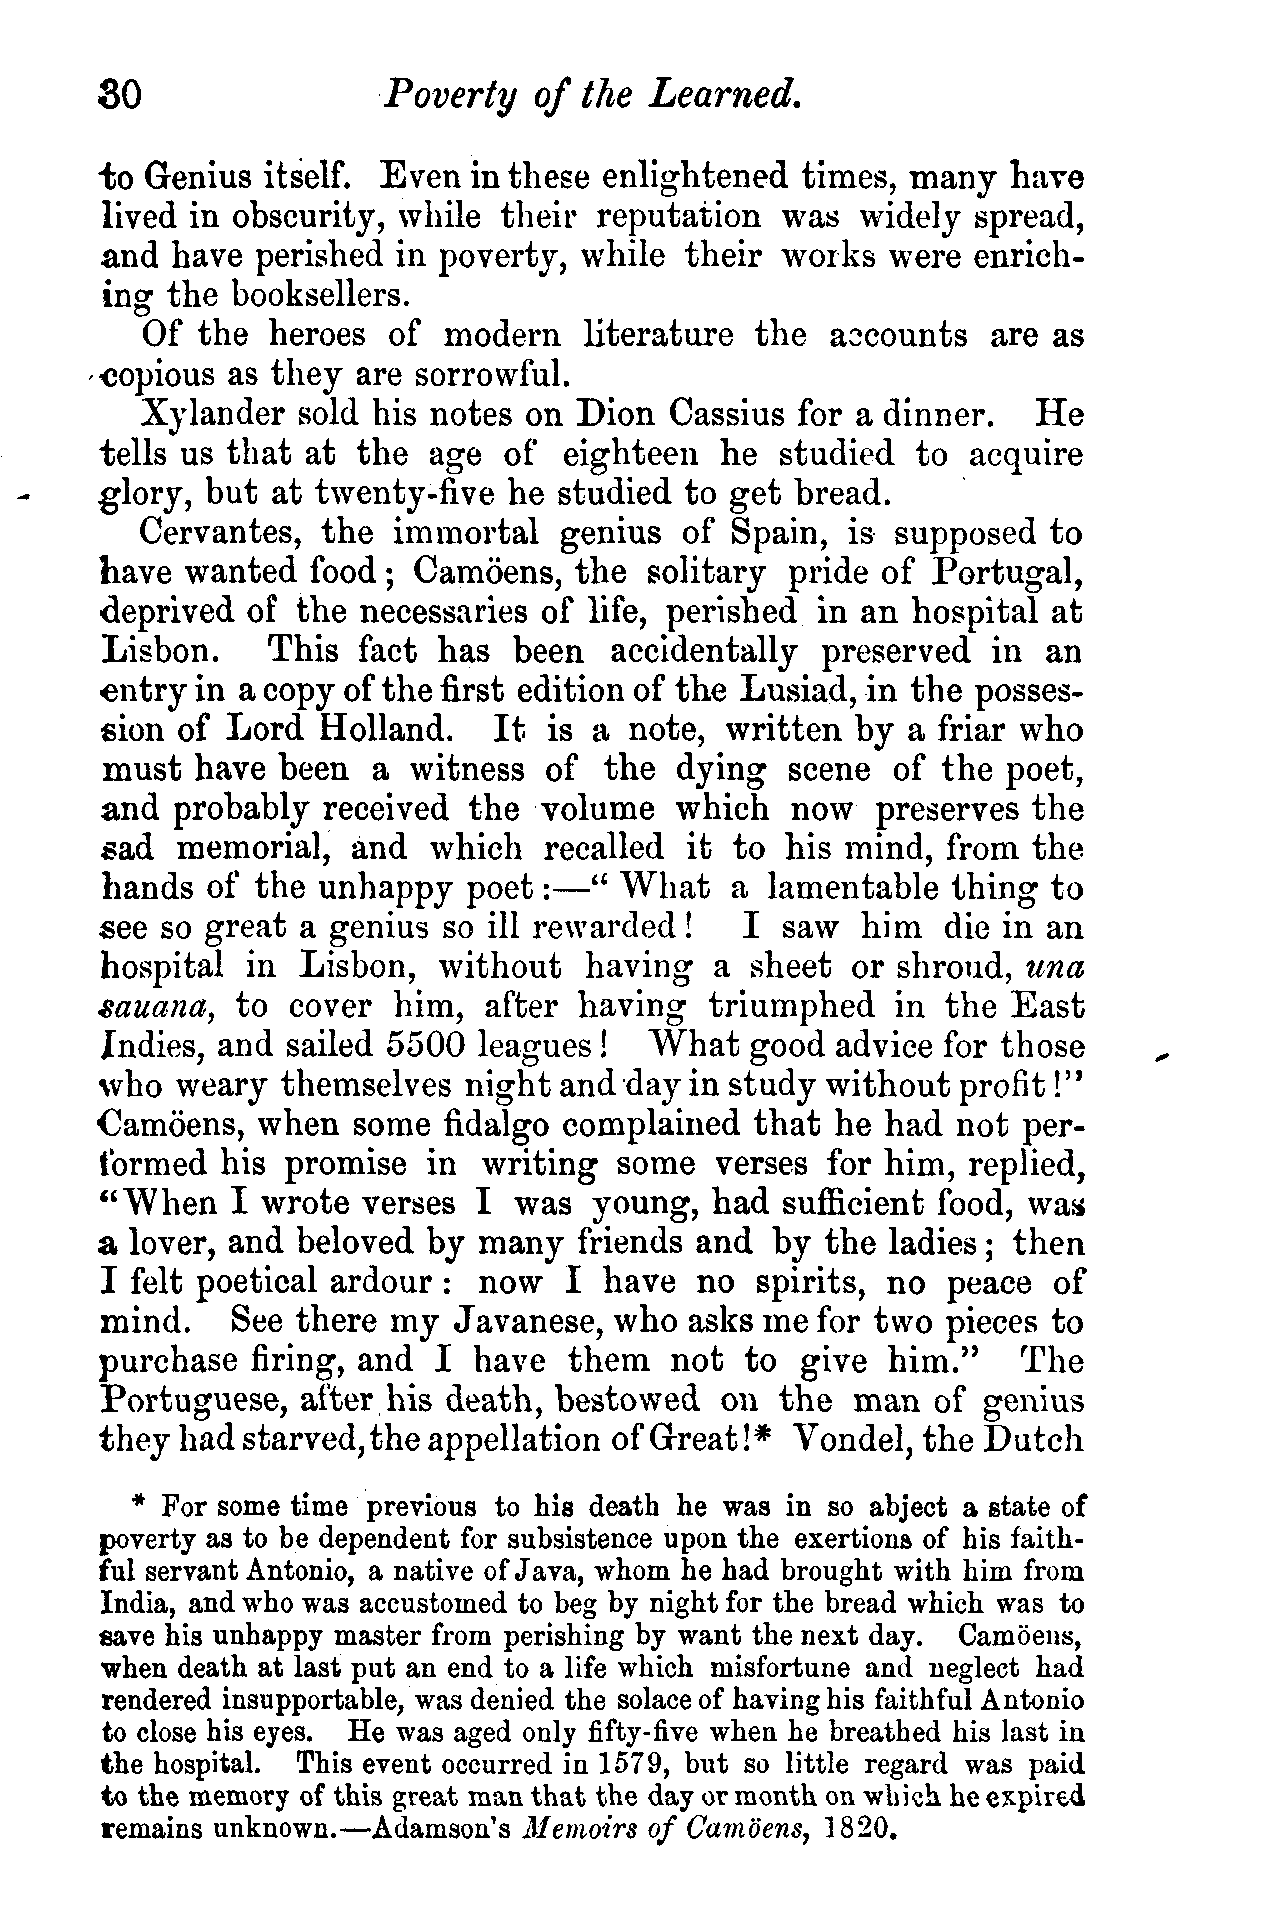 30 Poverty of the Learned.
to Genius itself. Even in these enlightened times, many have
lived in obscurity, while their reputation was widely spread,
and have perished in poverty, while their works were enrich-
ing the booksellers.
Of the heroes of modern literature the accounts are as
copious as they are sorrowful.
Xylander sold his notes on Dion Cassius for a dinner. He
tells us that at the age of eighteen he studied to acquire
glory, but at twenty-five he studied to get bread.
Cervantes, the immortal genius of Spain, is supposed to
have wanted food; Camöens, the solitary pride of Portugal,
deprived of the necessaries of life, perished in an hospital at
Lisbon. This fact has been accidentally preserved in an
entry in a copy of the first edition of the Lusiad, in the posses-
sion of Lord Holland. It is a note, written by a friar who
must have been a witness of the dying scene of the poet,
and probably received the volume which now preserves the
sad memorial, and which recalled it to his mind, from the
hands of the unhappy poet:—“What a lamentable thing to
see so great a genius so ill rewarded! I saw him die in an
hospital in Lisbon, without having a sheet or shroud, una
sauana, to cover him, after having triumphed in the East
Indies, and sailed 5500 leagues! What good advice for those
who weary themselves night and day in study without profit!”
Camöens, when some fidalgo complained that he had not per-
formed his promise in writing some verses for him, replied,
“When I wrote verses I was young, had sufficient food, was
a lover, and beloved by many friends and by the ladies; then
I felt poetical ardour: now I have no spirits, no peace of
mind. See there my Javanese, who asks me for two pieces to
purchase firing, and I have them not to give him.” The
Portuguese, after his death, bestowed on the man of genius
they had starved, the appellation of Great!* Vondel, the Dutch
* For some time previous to his death he was in so abject a state of
poverty as to be dependent for subsistence upon the exertions of his faith-
ful servant Antonio, a native of Java, whom he had brought with him from
India, and who was accustomed to beg by night for the bread which was to
save his unhappy master from perishing by want the next day. Camöens,
when death at last put an end to a life which misfortune and neglect had
rendered insupportable, was denied the solace of having his faithful Antonio
to close his eyes. He was aged only fifty-five when he breathed his last in
the hospital. This event occurred in 1579, but so little regard was paid
to the memory of this great man that the day or month on which he expired
remains unknown.—Adamson's Memoirs of Camöens, 1820.